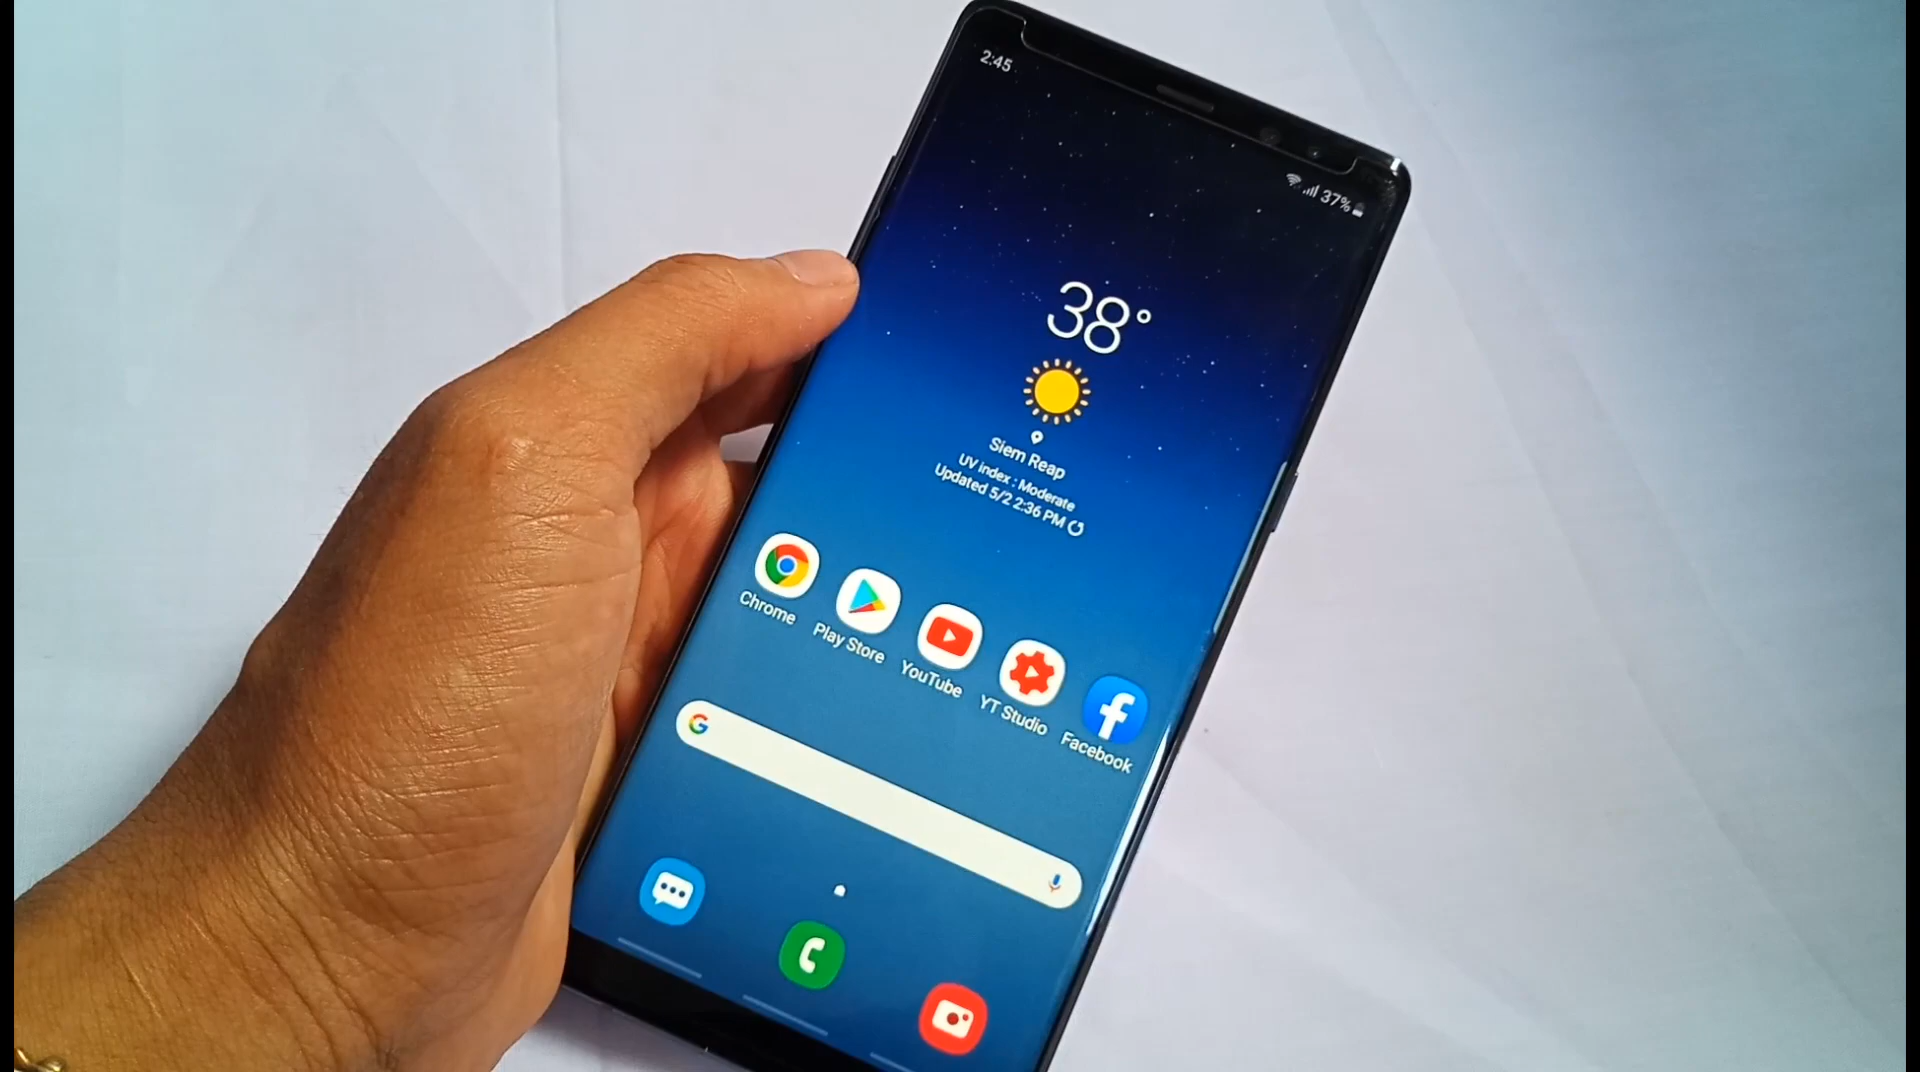 2:45
37%
38°
Siem Reap
UV index : Moderate
Updated 5/2 2:36 PM
Chrome
Play Store
YouTube
YT Studio
Facebook